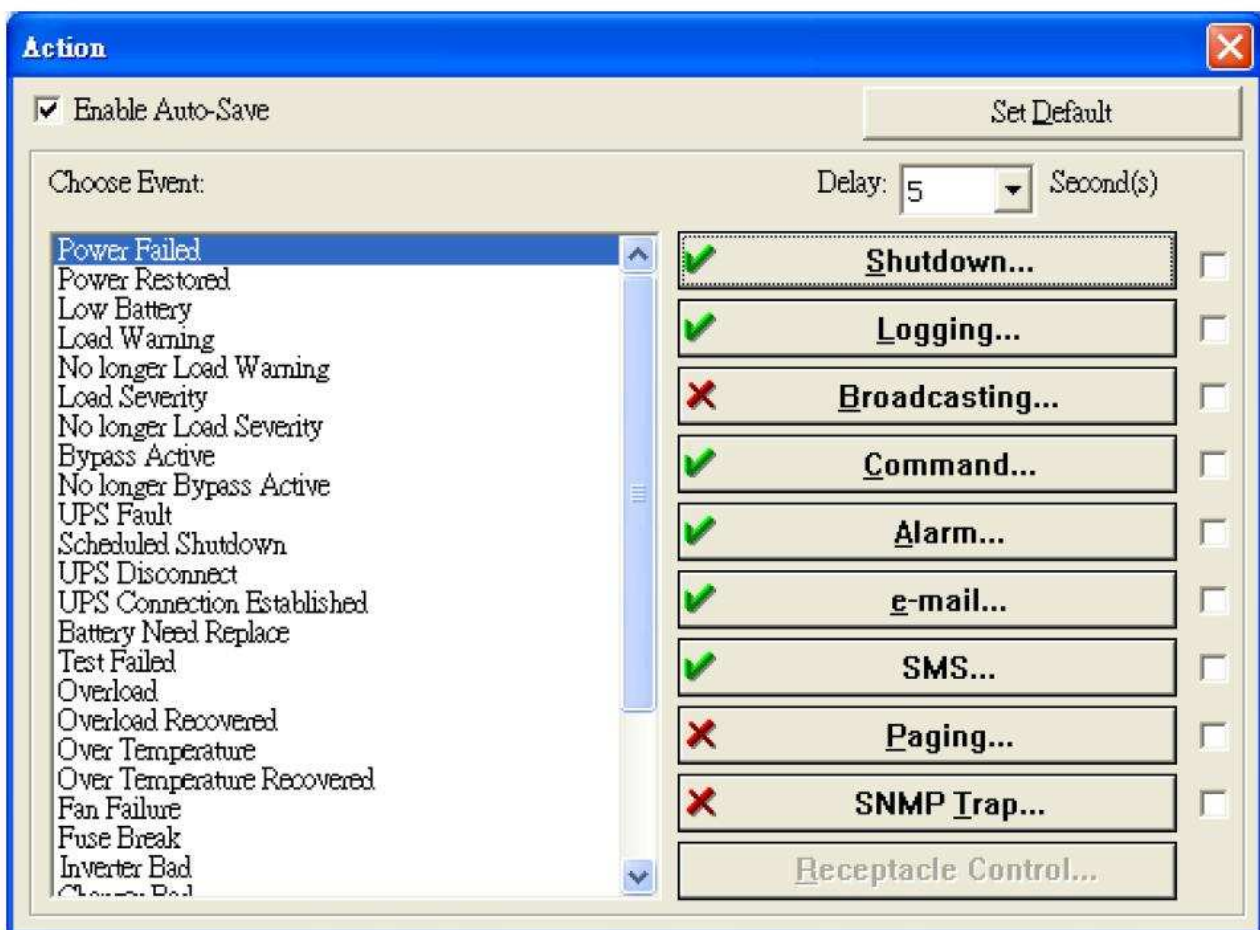 Action
Enable Auto-Save
Set Default
Choose Event:
Delay: 5 Second(s)
Power Failed
Power Restored
Low Battery
Load Warning
No longer Load Warning
Load Severity
No longer Load Severity
Bypass Active
No longer Bypass Active
UPS Fault
Scheduled Shutdown
UPS Disconnect
UPS Connection Established
Battery Need Replace
Test Failed
Overload
Overload Recovered
Over Temperature
Over Temperature Recovered
Fan Failure
Fuse Break
Inverter Bad
Shutdown...
Logging...
Broadcasting...
Command...
Alarm...
e-mail...
SMS...
Paging...
SNMP Trap...
Receptacle Control...